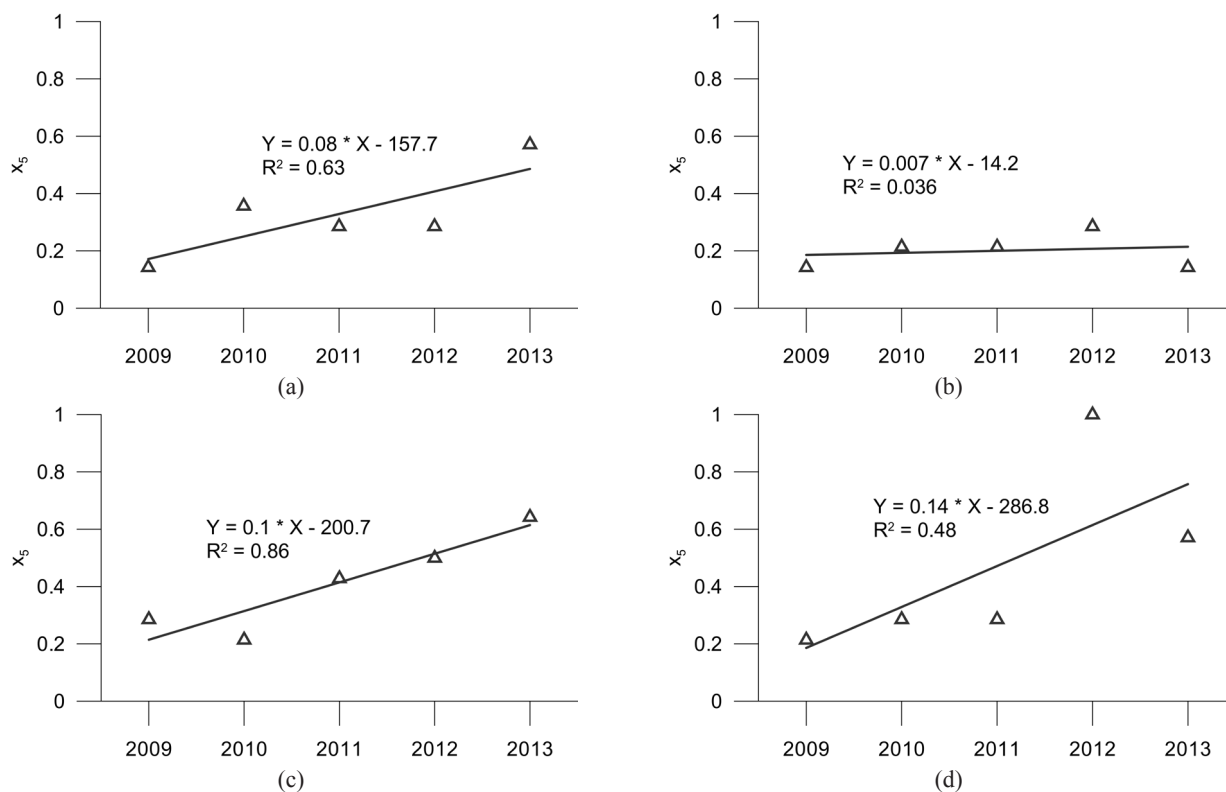 1
0.8
0.6
0.4
0.2
0
x₅
Y = 0.08 * X - 157.7
R² = 0.63
2009 2010 2011 2012 2013
(a)
1
0.8
0.6
0.4
0.2
0
x₅
Y = 0.007 * X - 14.2
R² = 0.036
2009 2010 2011 2012 2013
(b)
1
0.8
0.6
0.4
0.2
0
x₅
Y = 0.1 * X - 200.7
R² = 0.86
2009 2010 2011 2012 2013
(c)
1
0.8
0.6
0.4
0.2
0
x₅
Y = 0.14 * X - 286.8
R² = 0.48
2009 2010 2011 2012 2013
(d)